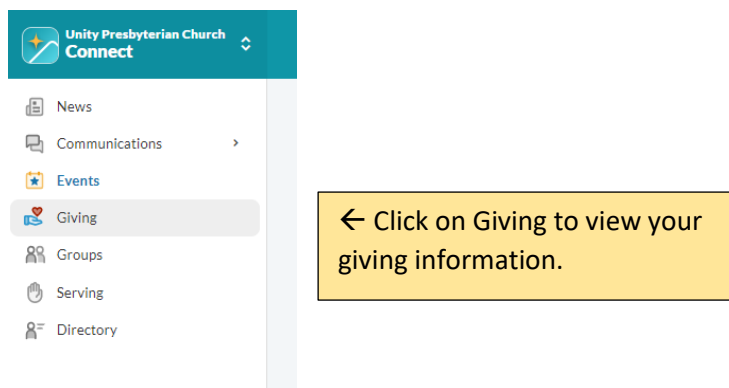 Unity Presbyterian Church
Connect
News
Communications
Events
Giving
Groups
Serving
Directory
← Click on Giving to view your
giving information.